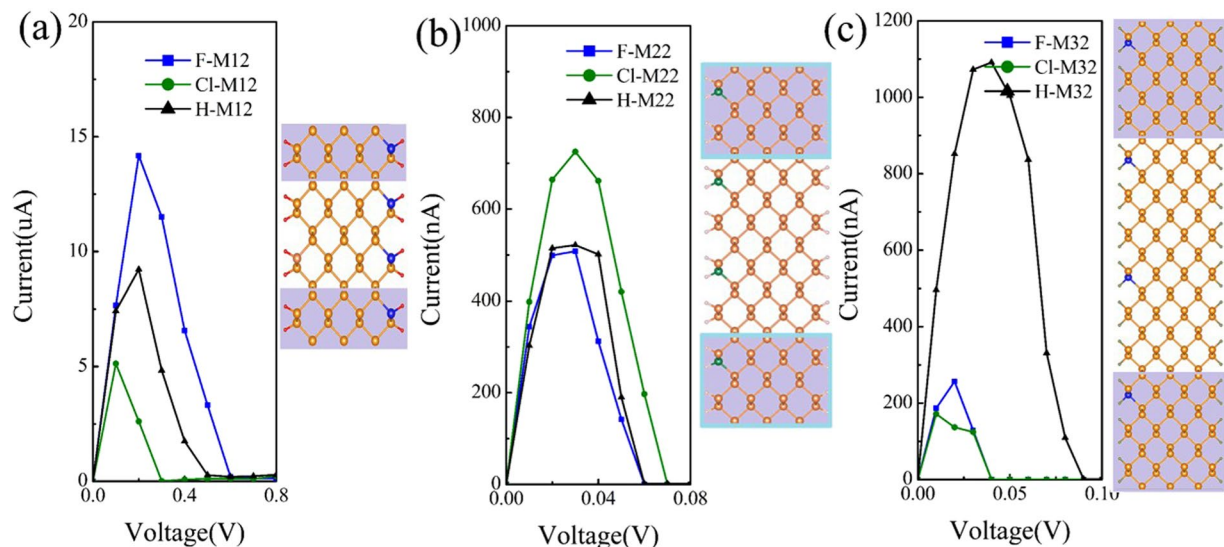 (a)
20
15
10
5
0
0.0
0.4
0.8
Current(uA)
Voltage(V)
F-M12
Cl-M12
H-M12
(b)
1000
800
600
400
200
0
0.00
0.04
0.08
Current(nA)
Voltage(V)
F-M22
Cl-M22
H-M22
(c)
1200
1000
800
600
400
200
0
0.00
0.05
0.10
Current(nA)
Voltage(V)
F-M32
Cl-M32
H-M32